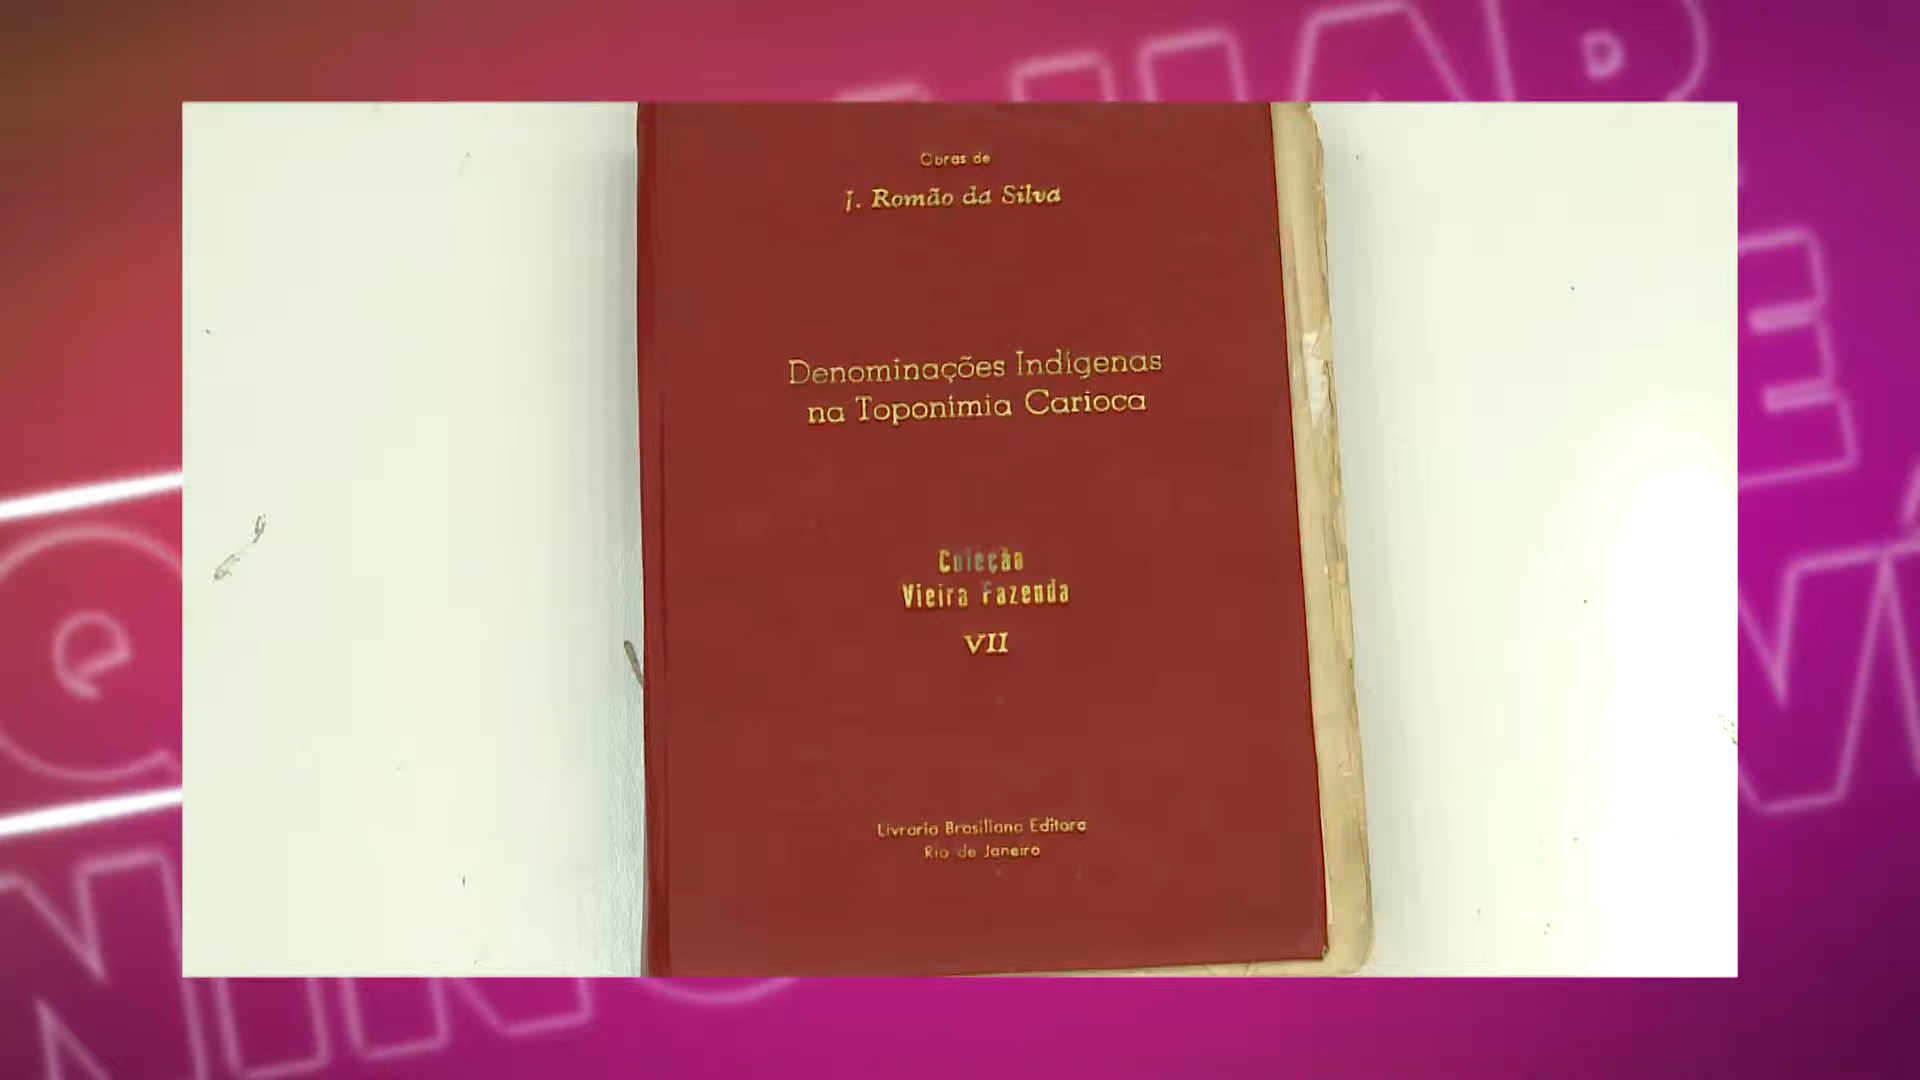 Obras de
J. Romão da Silva
Denominações Indígenas
na Toponímia Carioca
Coleção
Vieira Fazenda
VII
Livraria Brasiliana Editora
Rio de Janeiro